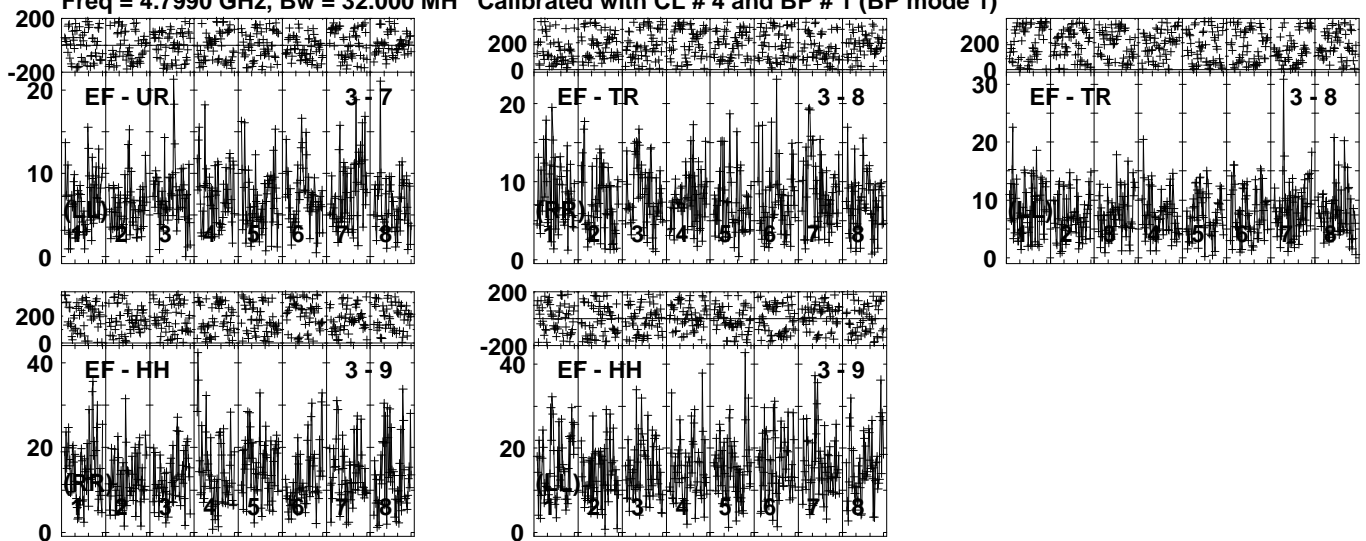 Freq = 4.7990 GHz, Bw = 32.000 MH Calibrated with CL # 4 and BP # 1 (BP mode 1)
200
-200
20
10
0
EF - UR 3 - 7
(LL)
1 2 3 4 5 6 7 8
200
0
20
10
0
EF - TR 3 - 8
(RR)
1 2 3 4 5 6 7 8
200
0
30
20
10
0
EF - TR 3 - 8
(LL)
1 2 3 4 5 6 7 8
200
0
40
20
0
EF - HH 3 - 9
(RR)
1 2 3 4 5 6 7 8
200
-200
40
20
0
EF - HH 3 - 9
(LL)
1 2 3 4 5 6 7 8